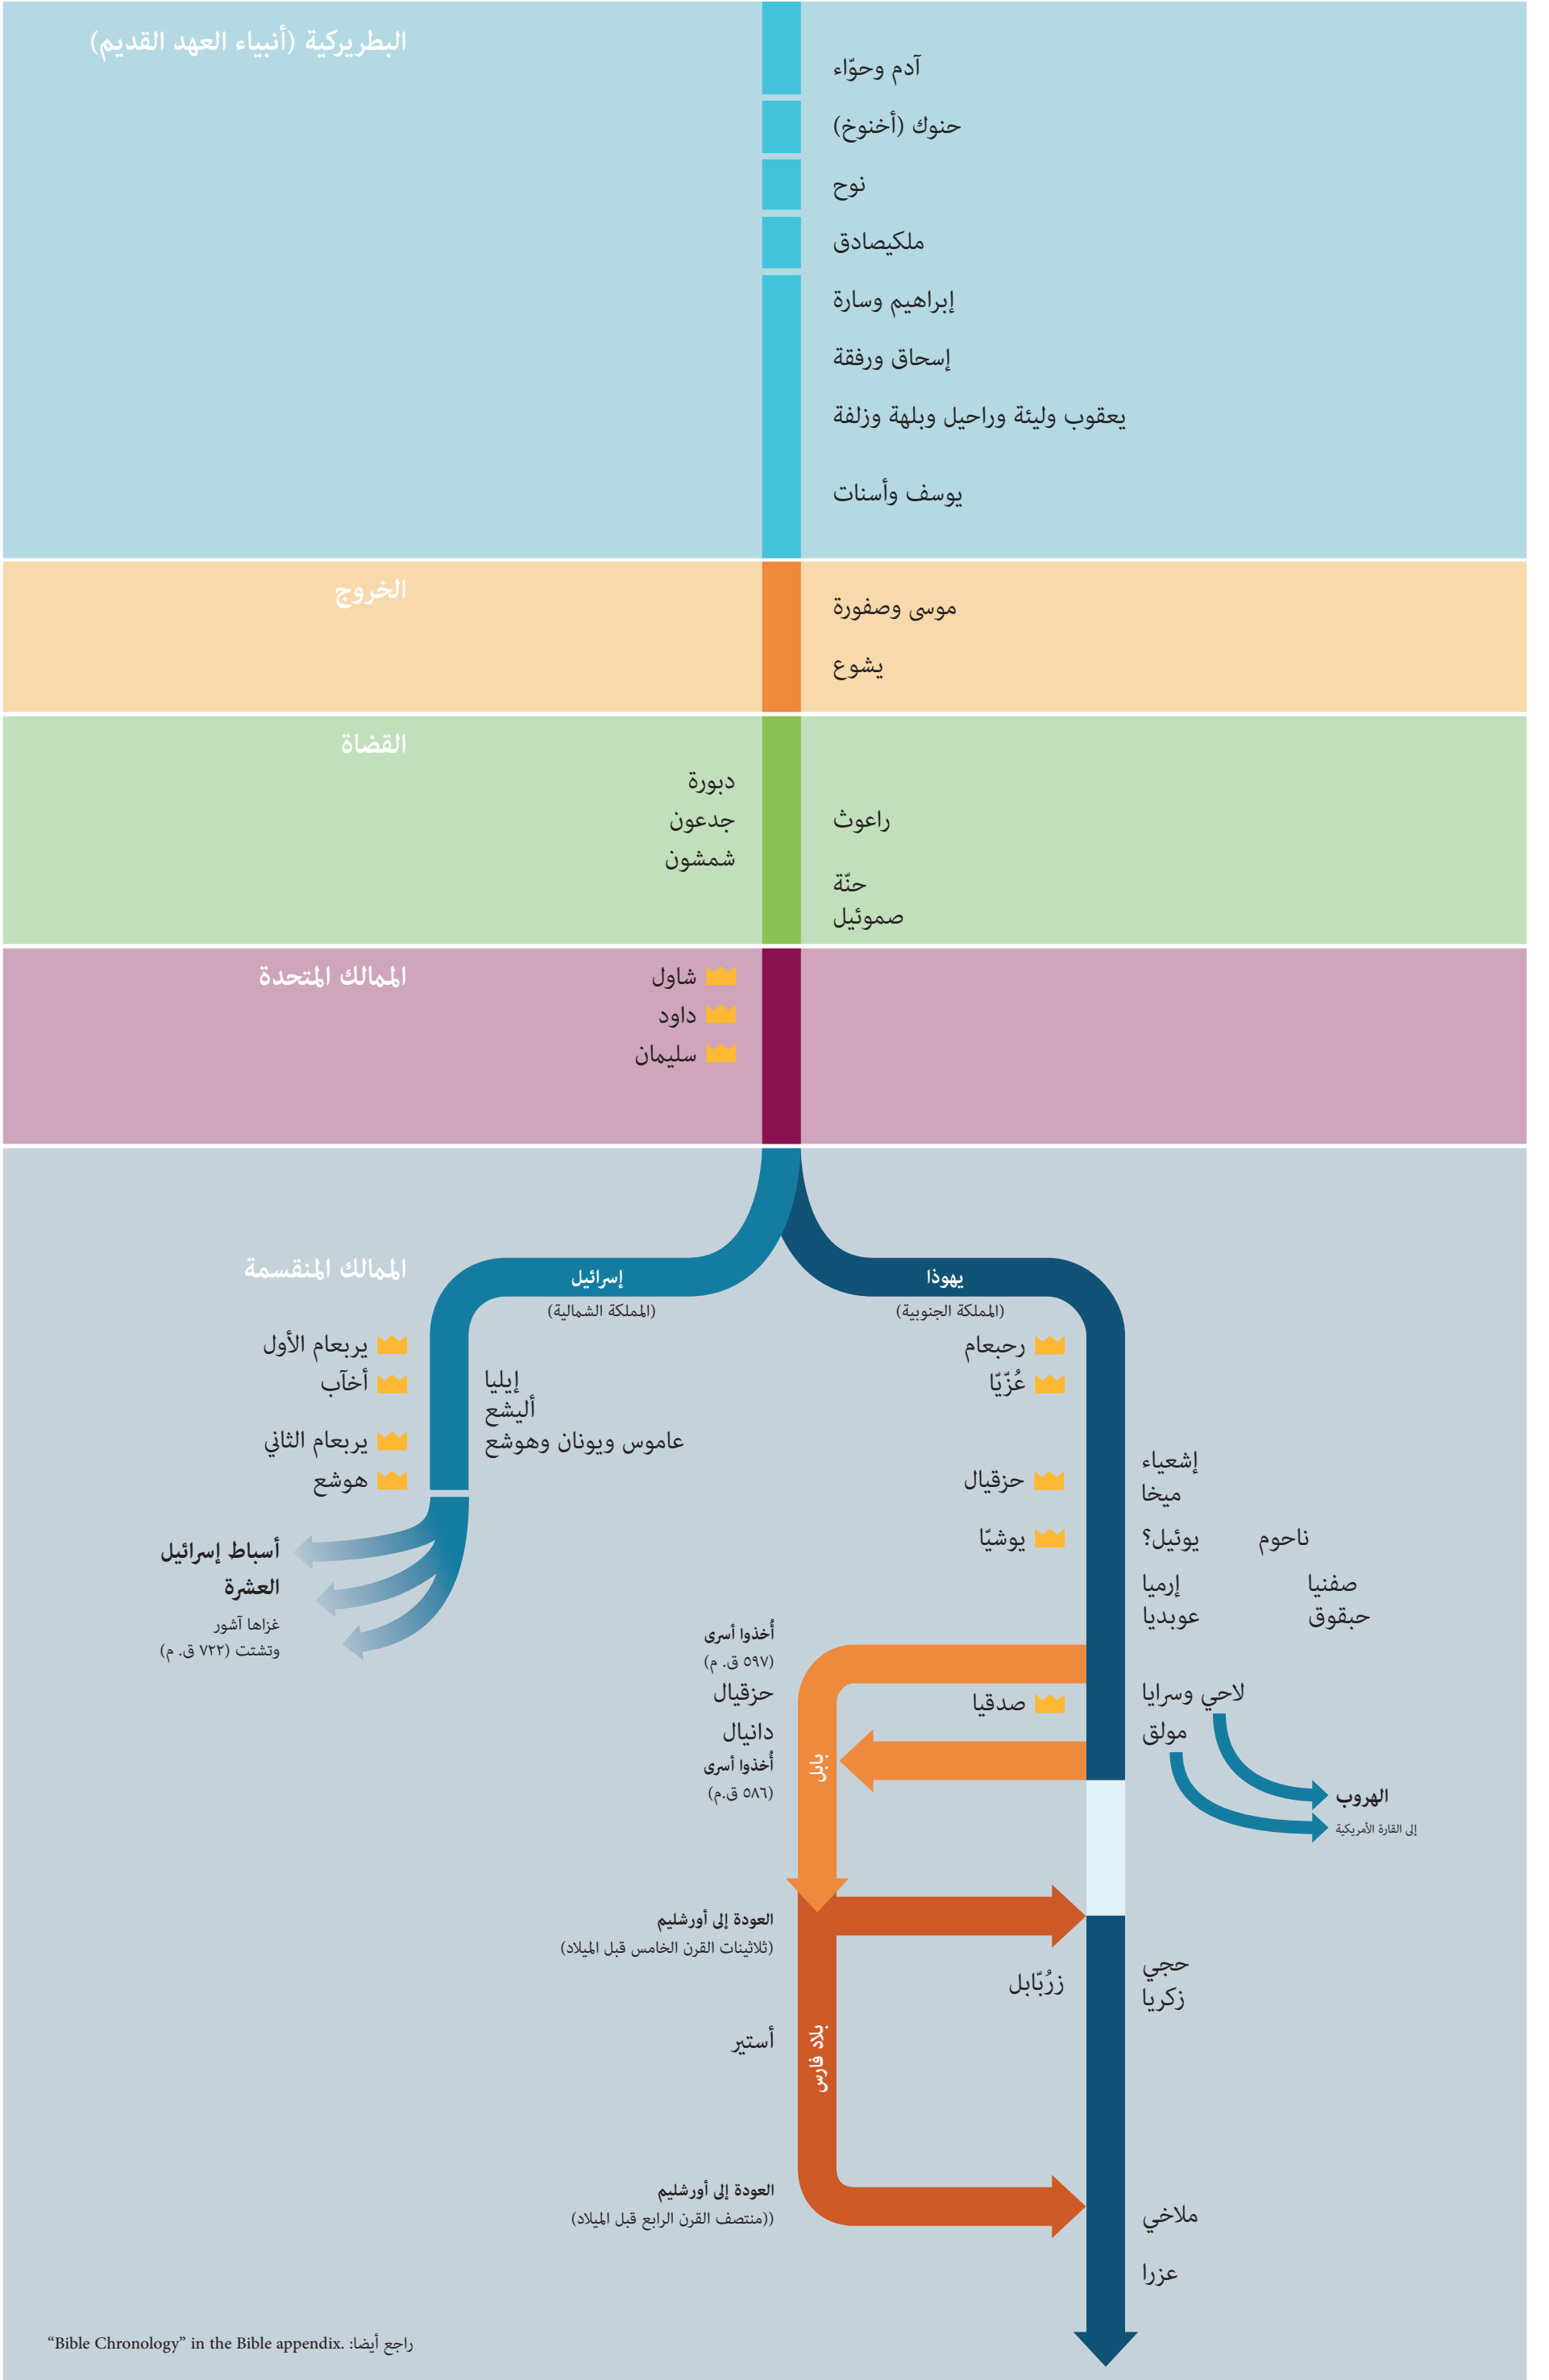 البطريركية (أنبياء العهد القديم)
آدم وحوّاء
حنوك (أخنوخ)
نوح
ملكيصادق
إبراهيم وسارة
إسحاق ورفقة
يعقوب وليئة وراحيل وبلهة وزلفة
يوسف وأسنات
الخروج
موسى وصفورة
يشوع
القضاة
دبورة
جدعون
شمشون
راعوث
حنّة
صموئيل
الممالك المتحدة
شاول
داود
سليمان
الممالك المنقسمة
يهوذا
(المملكة الجنوبية)
إسرائيل
(المملكة الشمالية)
رحبعام
عُزّيّا
حزقيال
يوشيّا
إشعياء
ميخا
يوئيل؟
ناحوم
إرميا
صفنيا
عوبديا
حبقوق
صدقيا
لاحي وسرايا
مولق
الهروب
إلى القارة الأمريكية
إيليا
أليشع
عاموس ويونان وهوشع
يربعام الأول
أخآب
يربعام الثاني
هوشع
أسباط إسرائيل
العشرة
غزاها آشور
وتشتت (٧٢٢ ق. م)
أُخذوا أسرى
(٥٩٧ ق. م)
حزقيال
دانيال
أُخذوا أسرى
(٥٨٦ ق.م)
بابل
العودة إلى أورشليم
(ثلاثينات القرن الخامس قبل الميلاد)
زرُبّابل
حجي
زكريا
أستير
بلاد فارس
العودة إلى أورشليم
((منتصف القرن الرابع قبل الميلاد)
ملاخي
عزرا
راجع أيضا: “Bible Chronology” in the Bible appendix.